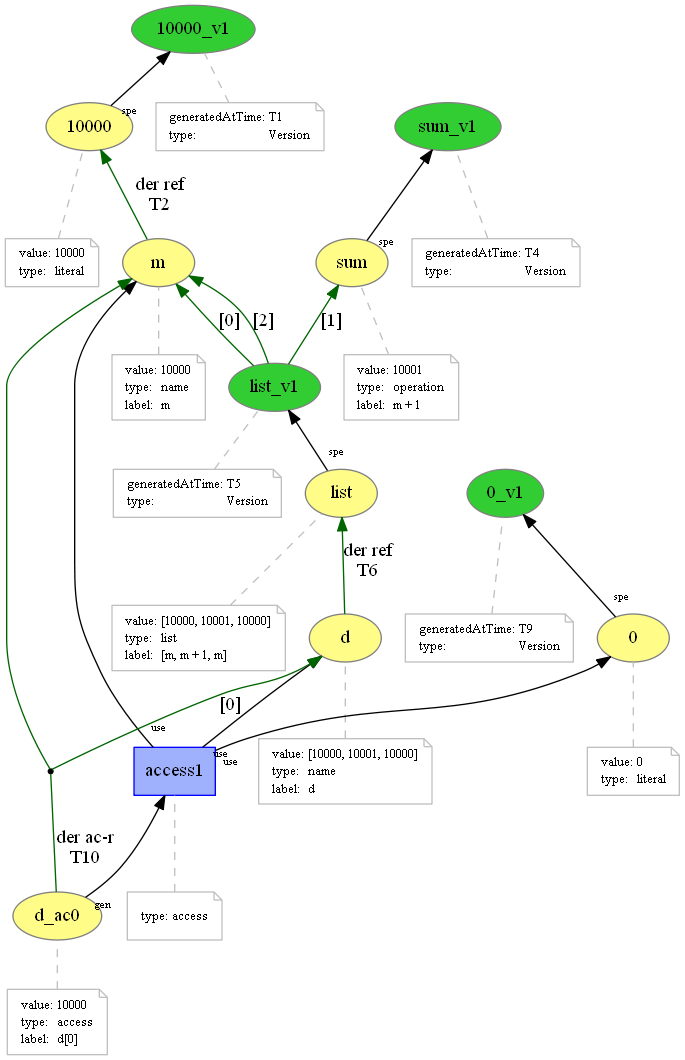 10000_v1
spe
generatedAtTime: T1
type: Version
10000
sum_v1
der ref
T2
spe
value: 10000
type: literal
generatedAtTime: T4
type: Version
m
sum
[0]
[2]
[1]
value: 10000
type: name
label: m
value: 10001
type: operation
label: m + 1
list_v1
spe
generatedAtTime: T5
type: Version
list
0_v1
der ref
T6
spe
value: [10000, 10001, 10000]
type: list
label: [m, m + 1, m]
generatedAtTime: T9
type: Version
d
0
[0]
use
use
use
value: [10000, 10001, 10000]
type: name
label: d
value: 0
type: literal
access1
der ac-r
T10
gen
type: access
d_ac0
value: 10000
type: access
label: d[0]